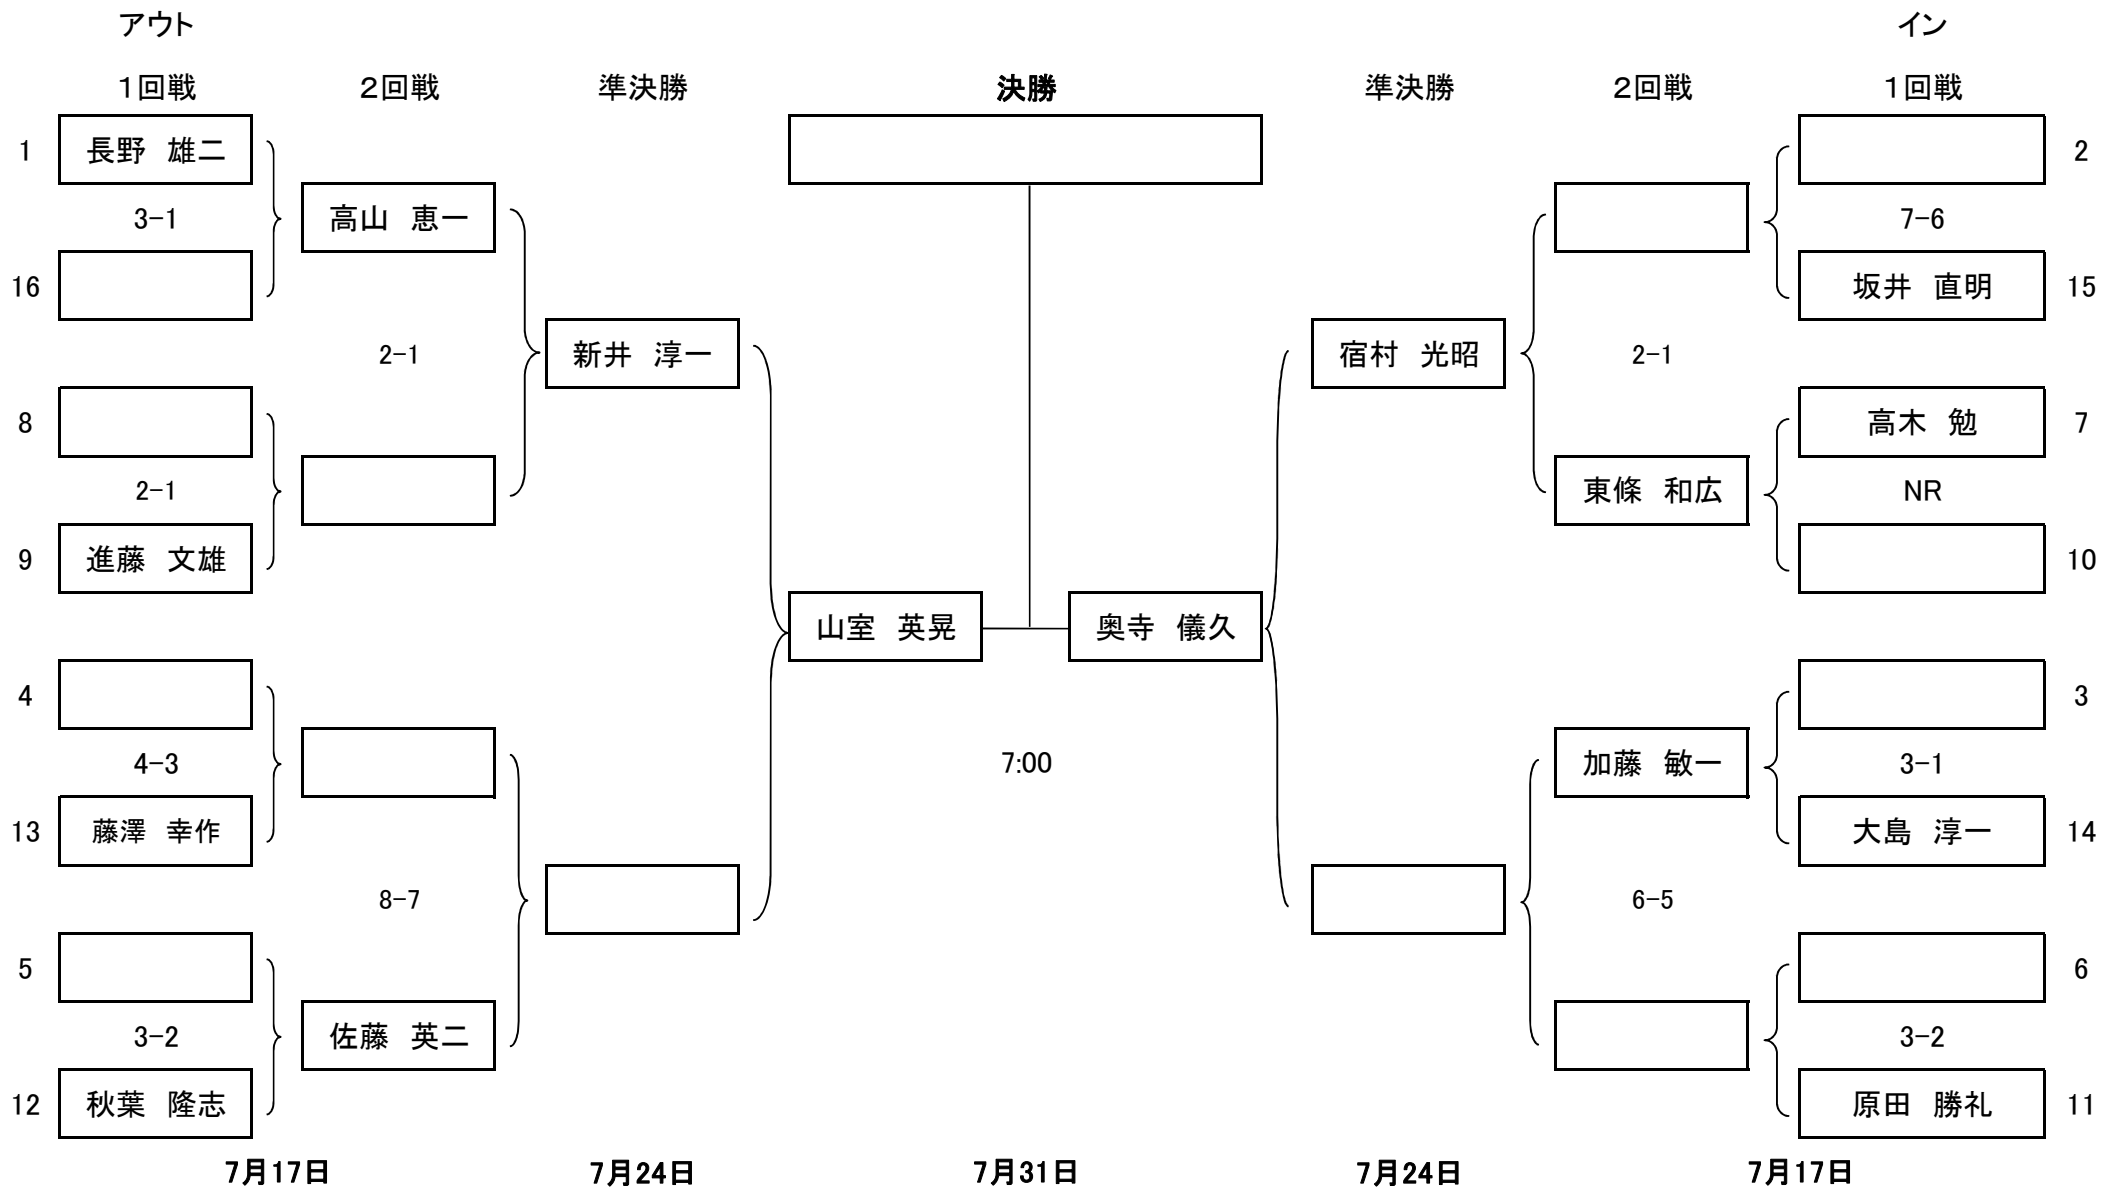 アウト イン
1回戦 2回戦 準決勝 決勝 準決勝 2回戦 1回戦
1 長野 雄二 2
3-1 高山 恵一 7-6
16 坂井 直明 15
2-1 新井 淳一 宿村 光昭 2-1
8 高木 勉 7
2-1 東條 和広 NR
9 進藤 文雄 10
山室 英晃 奥寺 儀久
4 3
4-3 7:00 加藤 敏一 3-1
13 藤澤 幸作 大島 淳一 14
8-7 6-5
5 6
3-2 佐藤 英二 3-2
12 秋葉 隆志 原田 勝礼 11
7月17日 7月24日 7月31日 7月24日 7月17日